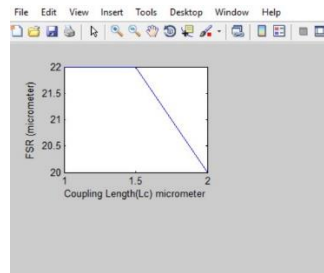 File Edit View Insert Tools Desktop Window Help
22
21.5
21
20.5
20
FSR (micrometer)
1 1.5 2
Coupling Length(Lc) micrometer